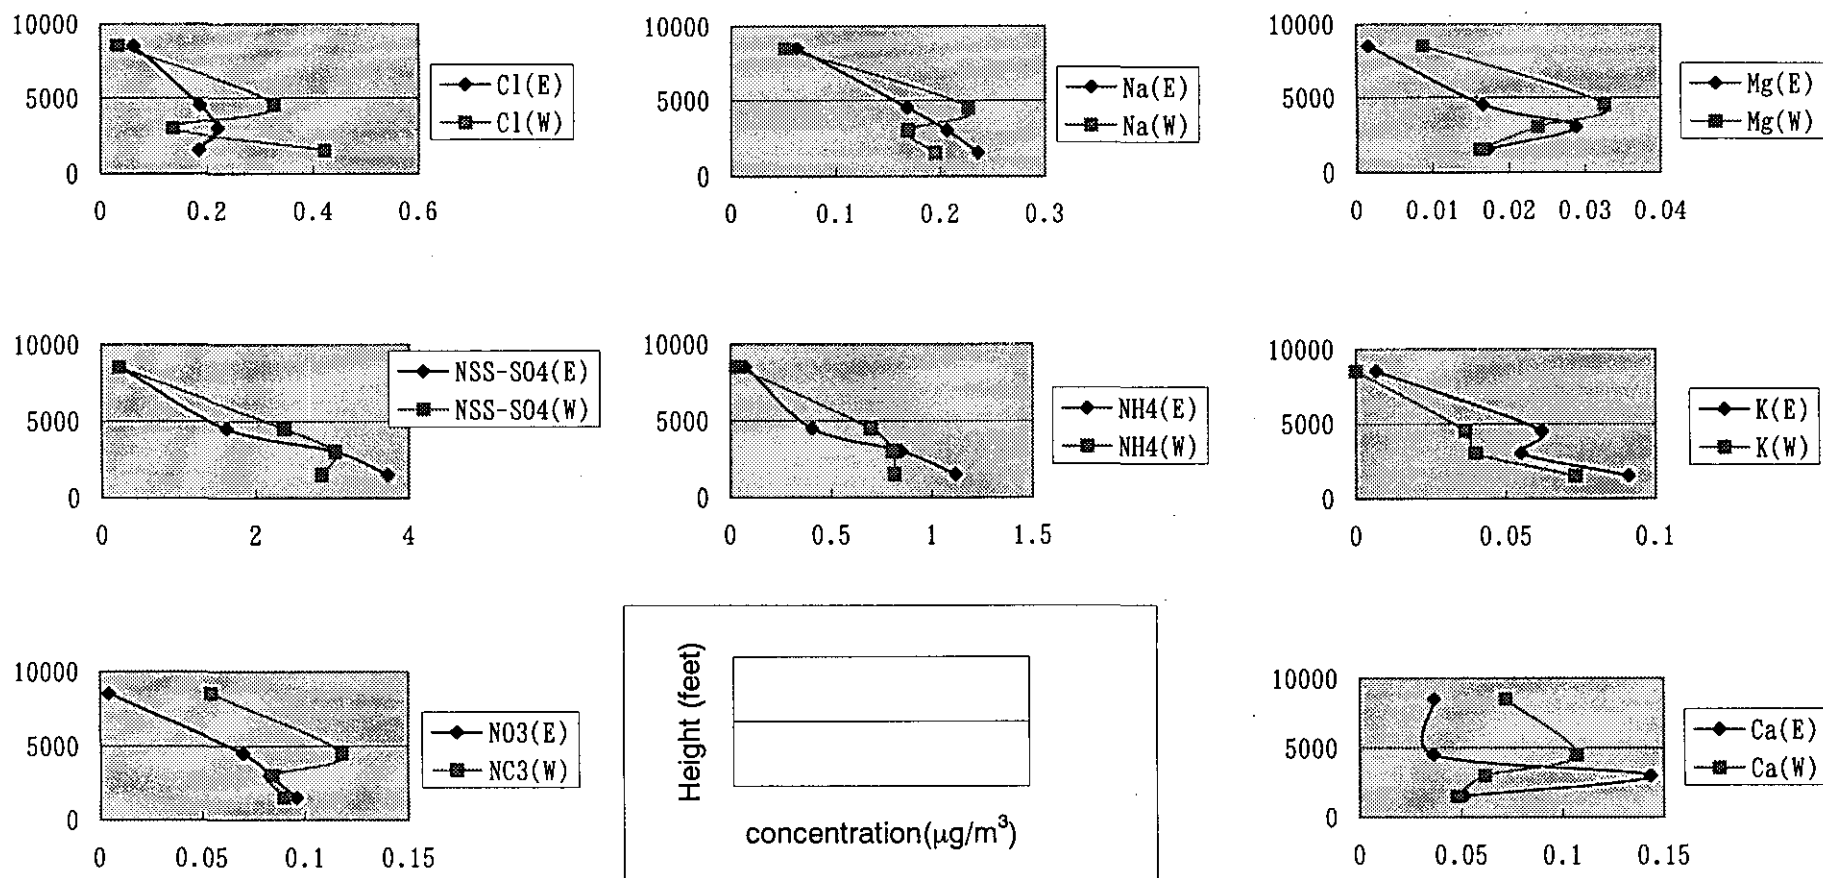 10000
5000
0
0 0.2 0.4 0.6
Cl(E)
Cl(W)
10000
5000
0
0 0.1 0.2 0.3
Na(E)
Na(W)
10000
5000
0
0 0.01 0.02 0.03 0.04
Mg(E)
Mg(W)
10000
5000
0
0 2 4
NSS-SO4(E)
NSS-SO4(W)
10000
5000
0
0 0.5 1 1.5
NH4(E)
NH4(W)
10000
5000
0
0 0.05 0.1
K(E)
K(W)
10000
5000
0
0 0.05 0.1 0.15
NO3(E)
NC3(W)
Height (feet)
concentration(μg/m³)
10000
5000
0
0 0.05 0.1 0.15
Ca(E)
Ca(W)